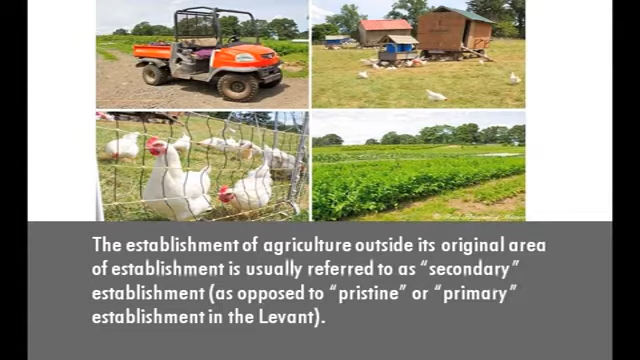 The establishment of agriculture outside its original area
of establishment is usually referred to as “secondary”
establishment (as opposed to “pristine” or “primary”
establishment in the Levant).